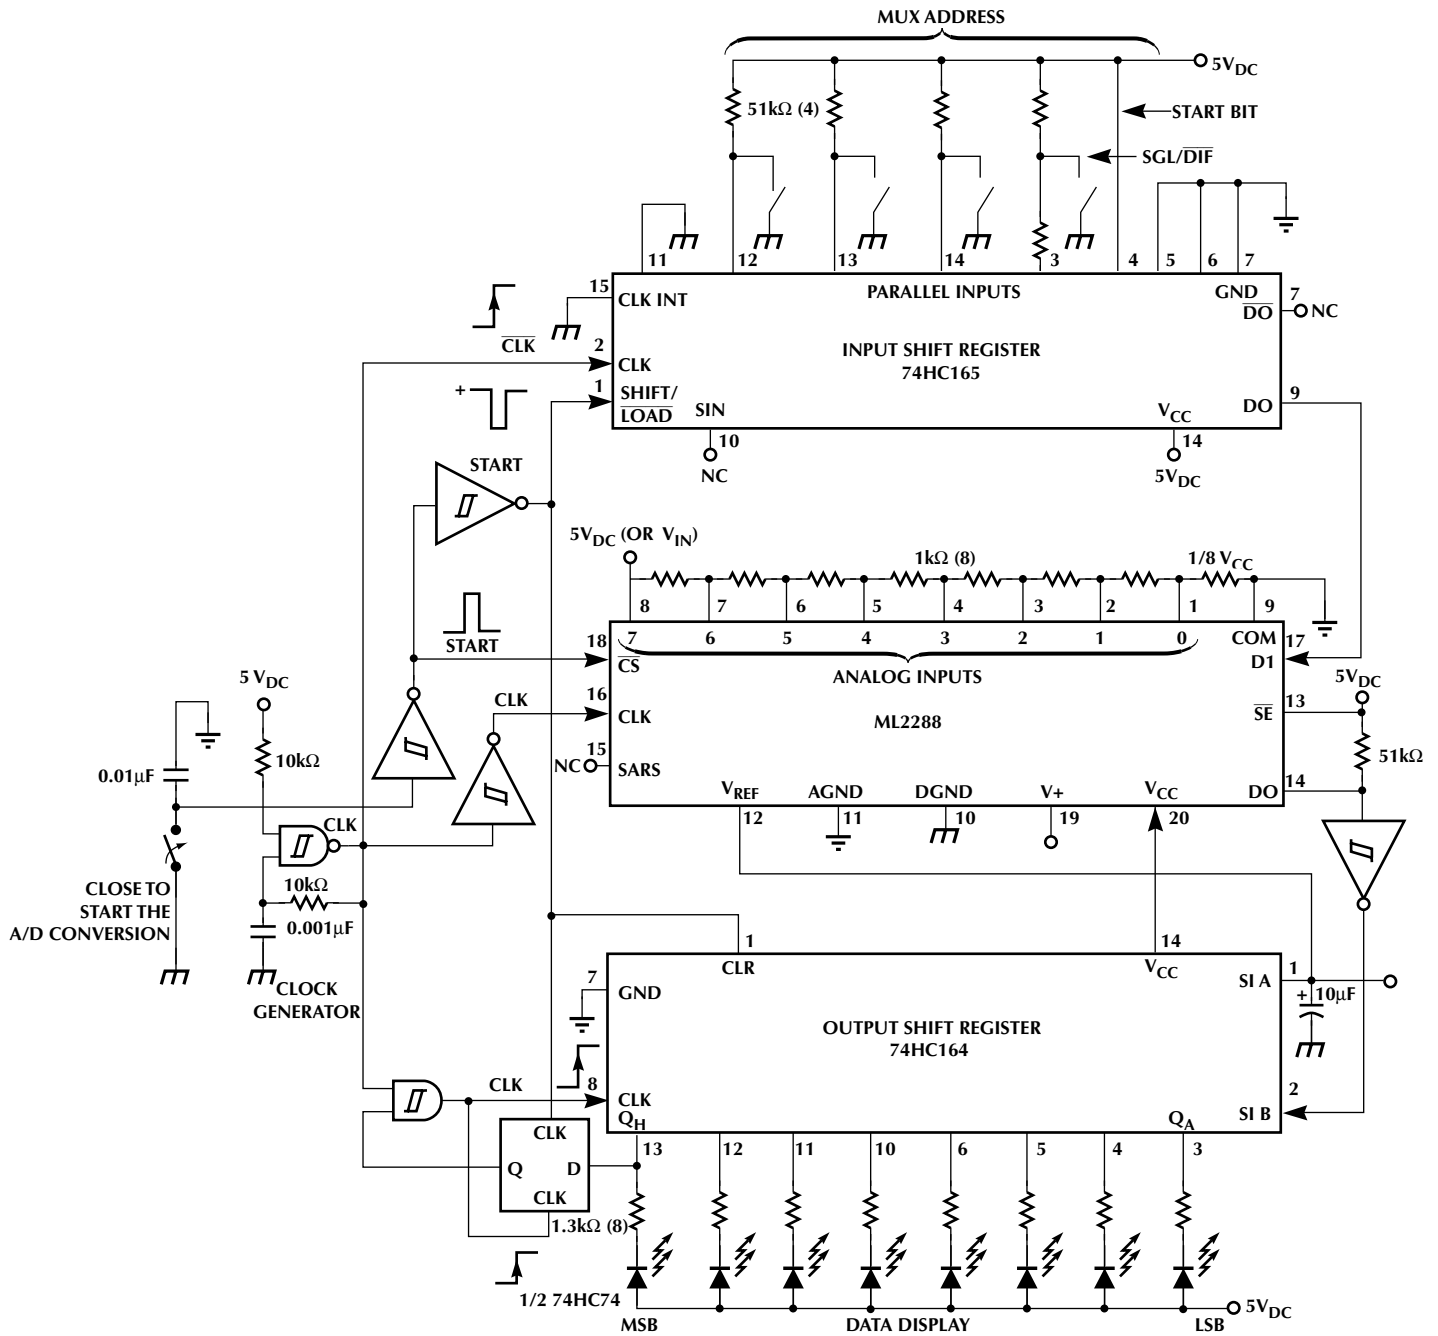 MUX ADDRESS
5VDC
51kΩ (4)
START BIT
SGL/DIF
11
12
13
14
3
4
5
6
7
15
CLK INT
PARALLEL INPUTS
GND
7
DO
NC
CLK
2
CLK
INPUT SHIFT REGISTER
74HC165
+
1
SHIFT/
LOAD
SIN
VCC
DO
9
10
NC
14
5VDC
START
5VDC (OR VIN)
1kΩ (8)
1/8 VCC
8
7
6
5
4
3
2
1
9
START
18
CS
7
6
5
4
3
2
1
0
COM
17
D1
ANALOG INPUTS
CLK
16
CLK
ML2288
5VDC
SE
13
51kΩ
5 VDC
10kΩ
0.01µF
NC
15
SARS
VREF
AGND
DGND
V+
VCC
DO
14
12
11
10
19
20
CLK
CLOSE TO
START THE
A/D CONVERSION
10kΩ
0.001µF
CLOCK
GENERATOR
1
CLR
14
VCC
7
GND
SI A
1
+ 10µF
OUTPUT SHIFT REGISTER
74HC164
CLK
8
CLK
QH
QA
SI B
2
CLK
Q
D
CLK
13
12
11
10
6
5
4
3
1.3kΩ (8)
1/2 74HC74
MSB
DATA DISPLAY
LSB
5VDC